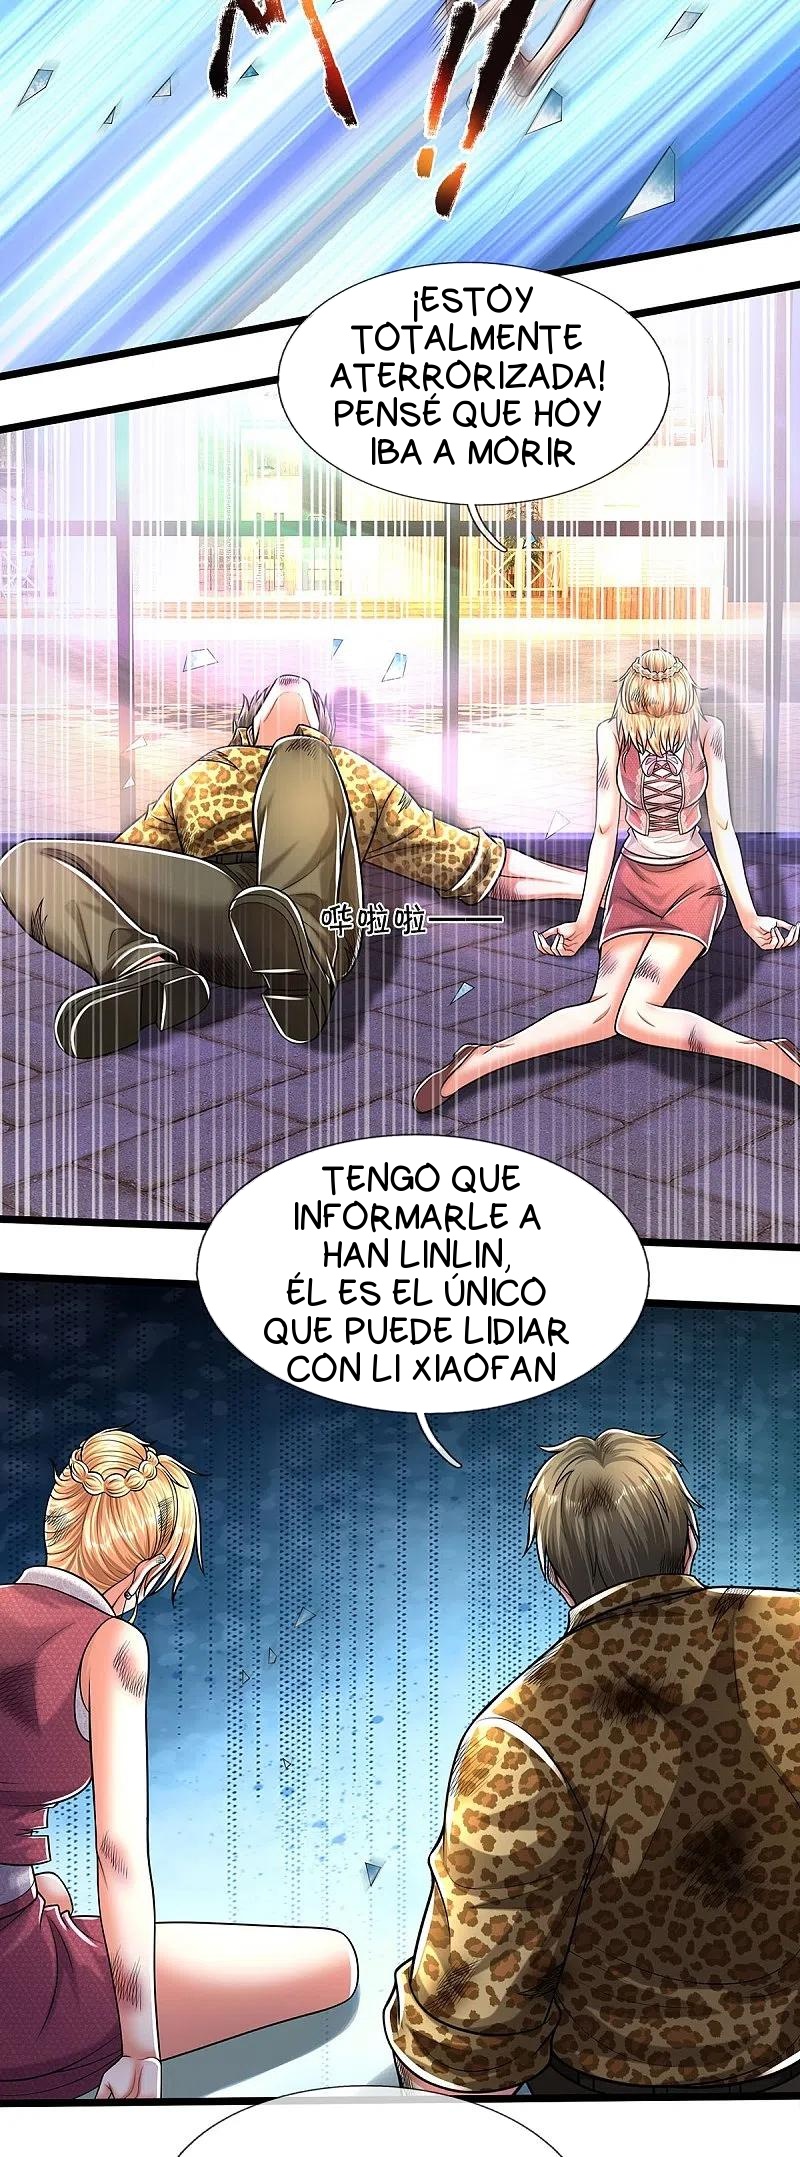 ¡ESTOY
TOTALMENTE
ATERRORIZADA!
PENSÉ QUE HOY
IBA A MORIR
哗啦啦——
TENGO QUE
INFORMARLE A
HAN LINLIN,
ÉL ES EL ÚNICO
QUE PUEDE LIDIAR
CON LI XIAOFAN